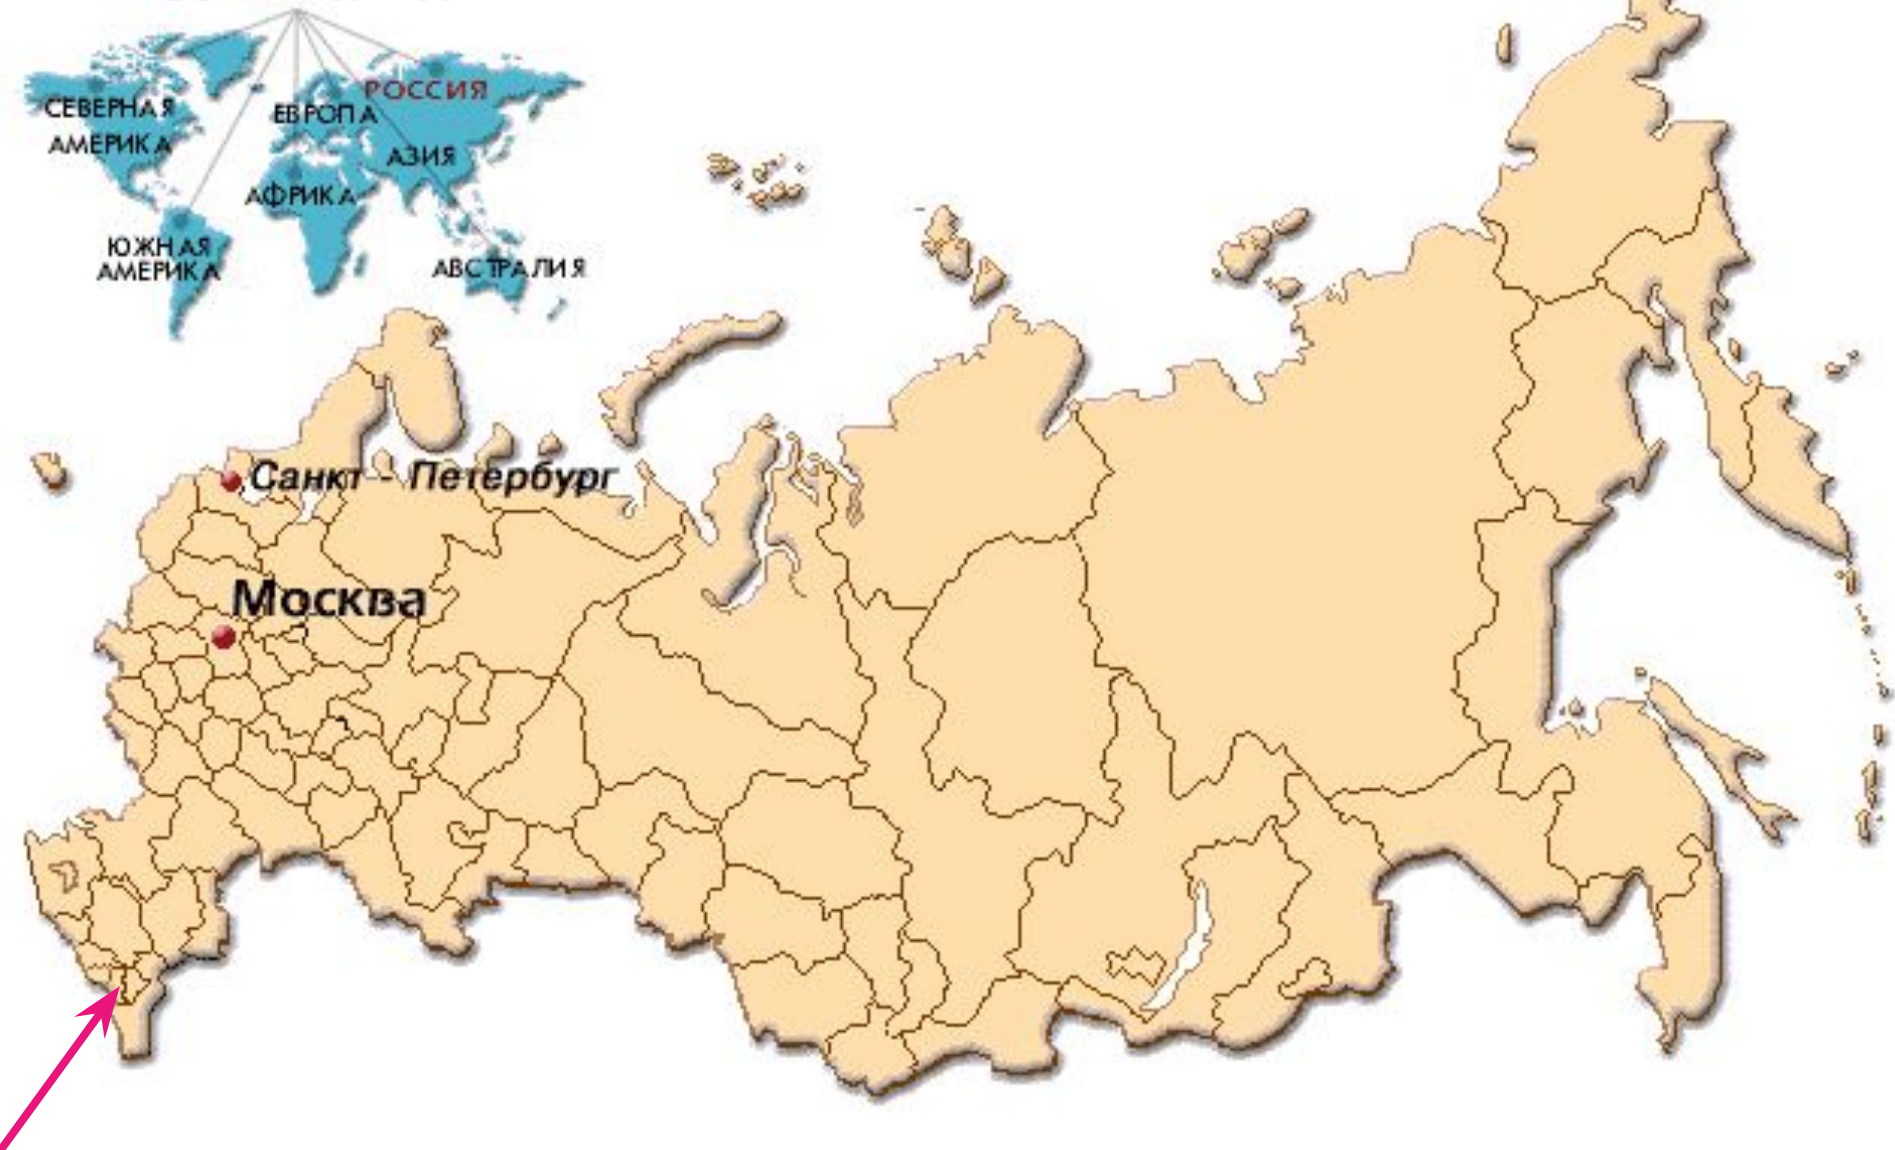 СЕВЕРНАЯ
АМЕРИКА
ЕВРОПА
РОССИЯ
АЗИЯ
АФРИКА
ЮЖНАЯ
АМЕРИКА
АВСТРАЛИЯ
Санкт - Петербург
Москва